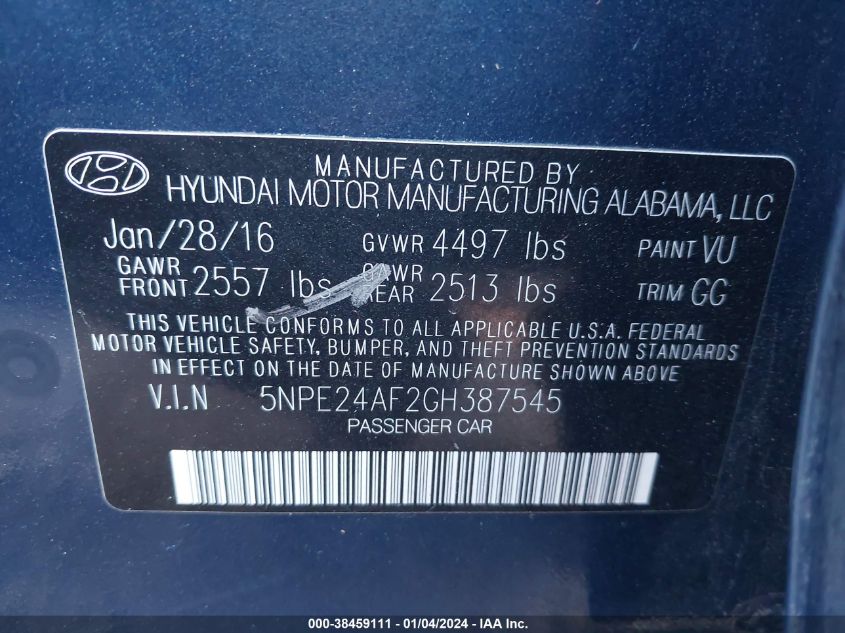 MANUFACTURED BY
HYUNDAI MOTOR MANUFACTURING ALABAMA, LLC
Jan/28/16 GVWR 4497 lbs PAINT VU
GAWR FRONT 2557 lbs GAWR REAR 2513 lbs TRIM GG
THIS VEHICLE CONFORMS TO ALL APPLICABLE U.S.A. FEDERAL
MOTOR VEHICLE SAFETY, BUMPER, AND THEFT PREVENTION STANDARDS
IN EFFECT ON THE DATE OF MANUFACTURE SHOWN ABOVE
V.I.N 5NPE24AF2GH387545
PASSENGER CAR
000-38459111 - 01/04/2024 - IAA Inc.